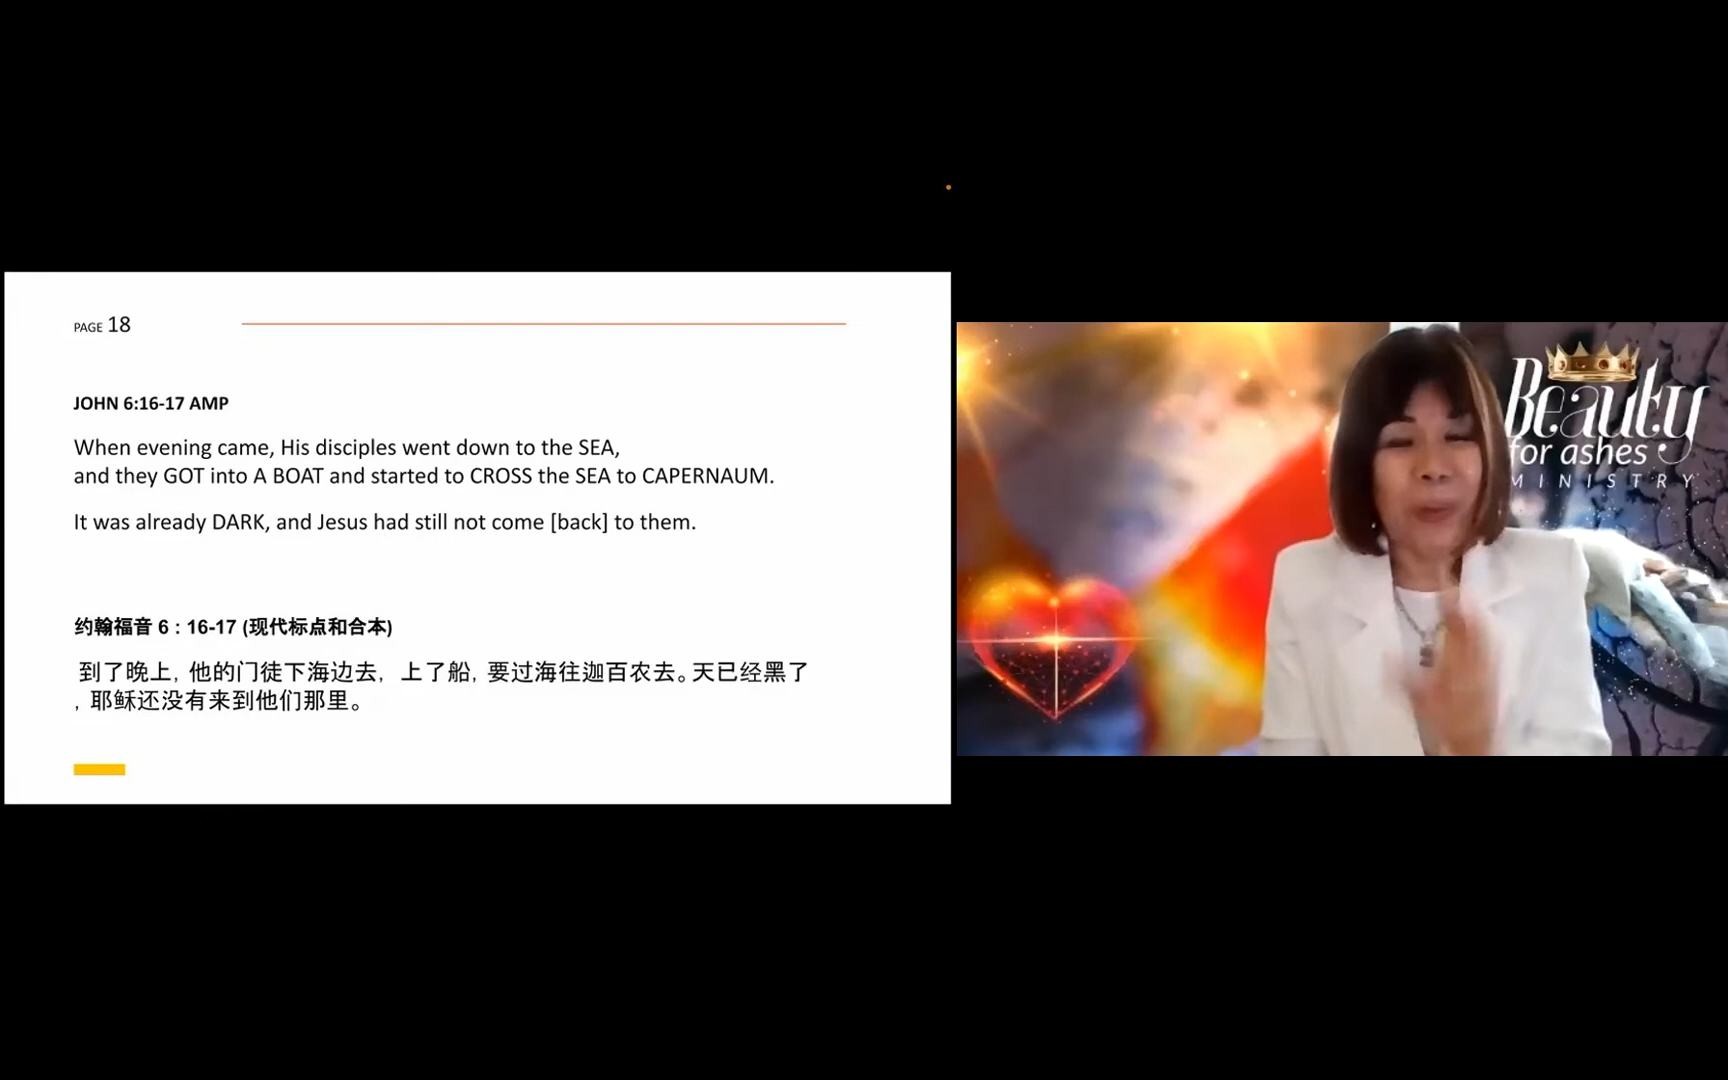 PAGE 18
JOHN 6:16-17 AMP
When evening came, His disciples went down to the SEA,
and they GOT into A BOAT and started to CROSS the SEA to CAPERNAUM.
It was already DARK, and Jesus had still not come [back] to them.
约翰福音 6 : 16-17 (现代标点和合本)
到了晚上, 他的门徒下海边去, 上了船, 要过海往迦百农去。天已经黑了
, 耶稣还没有来到他们那里。
Beauty
for ashes
MINISTRY